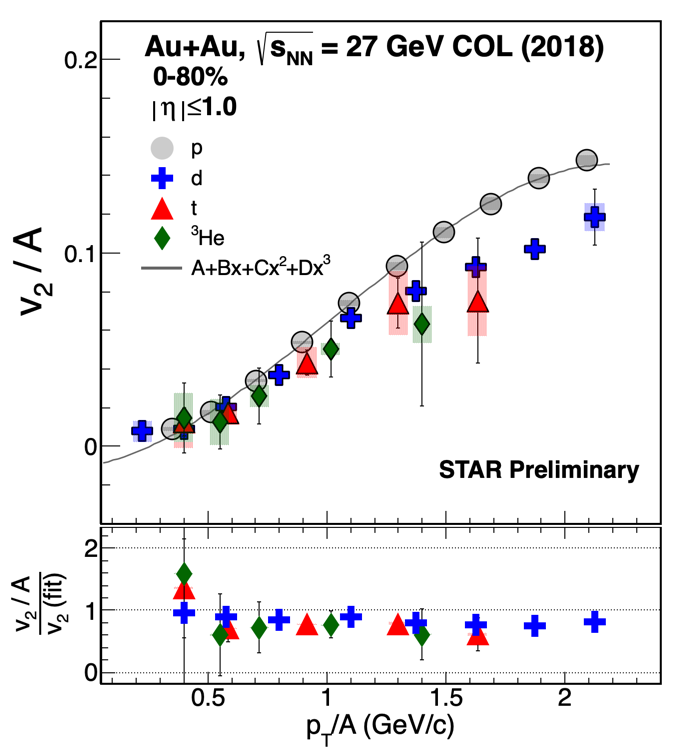 Au+Au, √sNN = 27 GeV COL (2018)
0-80%
|η|≤1.0
p
d
t
³He
A+Bx+Cx²+Dx³
0.2
0.1
0
v₂ / A
STAR Preliminary
2
1
0
v₂ / A
v₂ (fit)
0.5
1
1.5
2
pT/A (GeV/c)